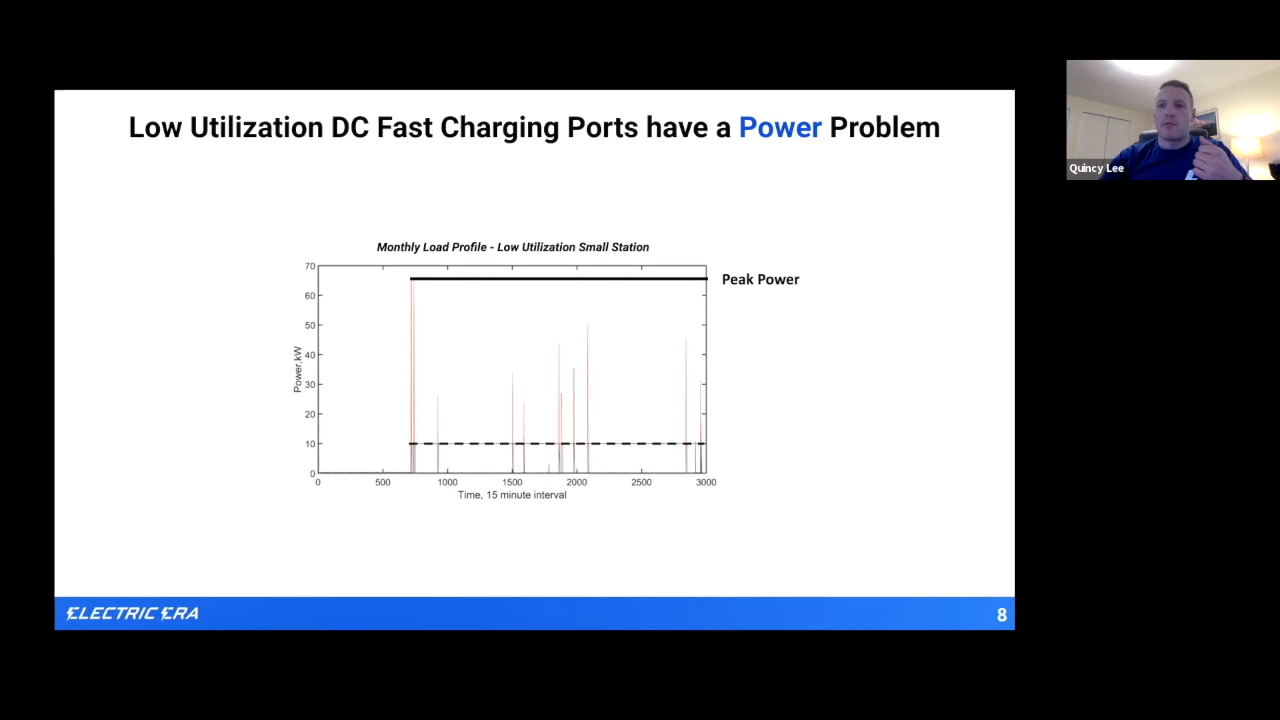 Low Utilization DC Fast Charging Ports have a Power Problem
Quincy Lee
Monthly Load Profile - Low Utilization Small Station
Peak Power
Power,kW
70
60
50
40
30
20
10
0
0 500 1000 1500 2000 2500 3000
Time, 15 minute interval
ELECTRIC ERA
8